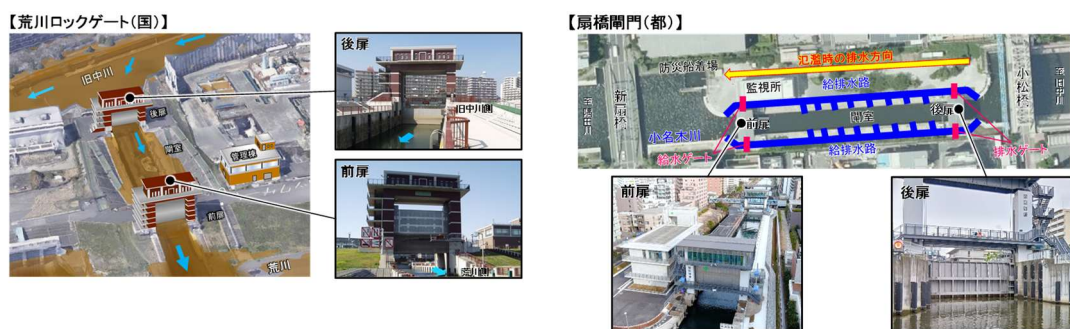 【荒川ロックゲート(国)】
旧中川
後扉
閘室
管理棟
前扉
荒川
後扉
旧中川側
前扉
荒川側
【扇橋閘門(都)】
氾濫時の排水方向
防災船着場
監視所
給排水路
新扇橋
小松橋
至旧中川
前扉
閘室
後扉
小名木川
給水ゲート
給排水路
排水ゲート
前扉
後扉